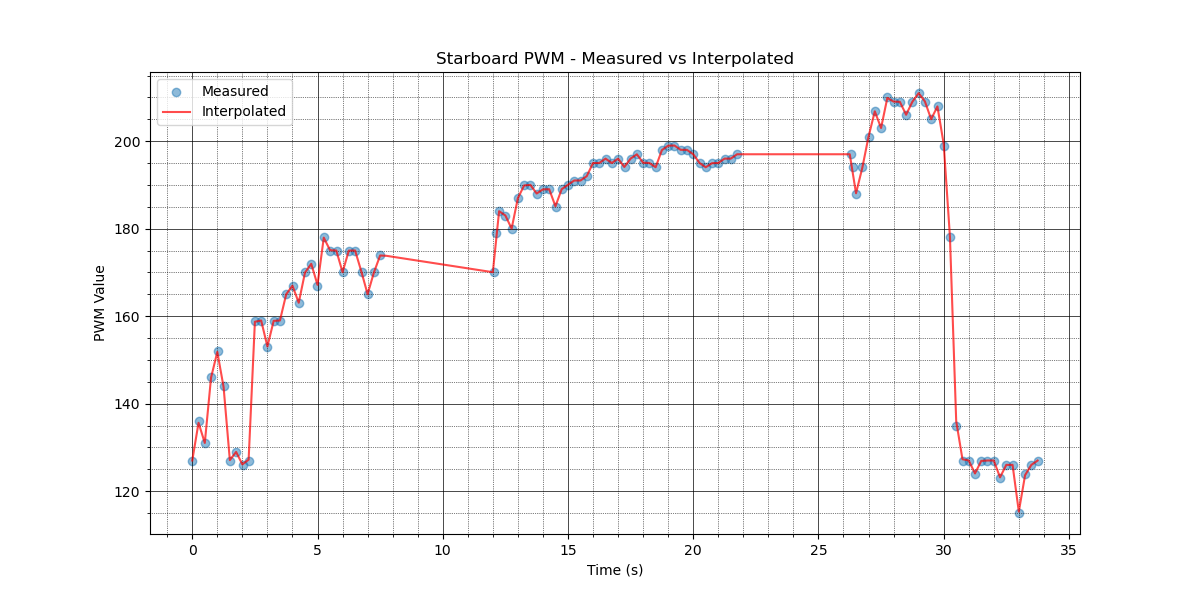 Starboard PWM - Measured vs Interpolated
Measured
Interpolated
PWM Value
200
180
160
140
120
0 5 10 15 20 25 30 35
Time (s)